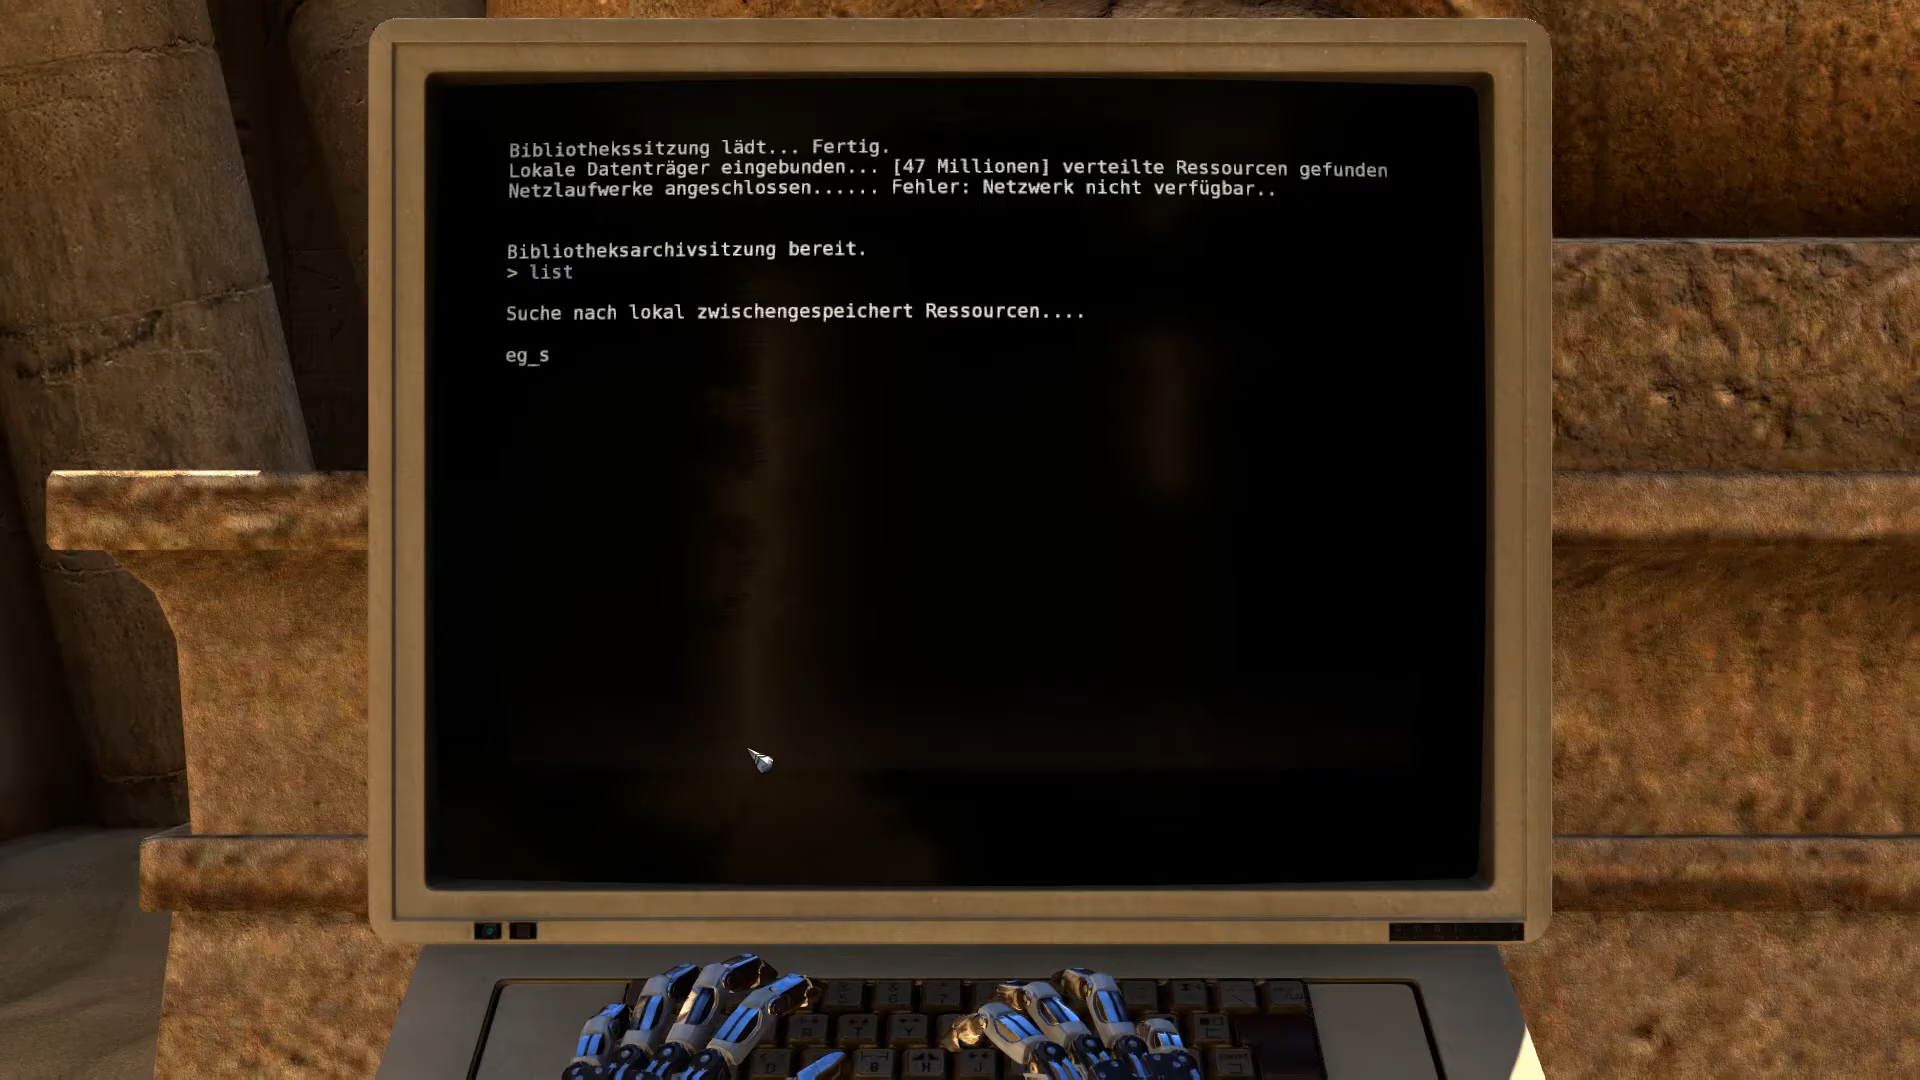 Bibliothekssitzung lädt... Fertig.
Lokale Datenträger eingebunden... [47 Millionen] verteilte Ressourcen gefunden
Netzlaufwerke angeschlossen...... Fehler: Netzwerk nicht verfügbar..
Bibliotheksarchivsitzung bereit.
> list
Suche nach lokal zwischengespeichert Ressourcen....
eg_s